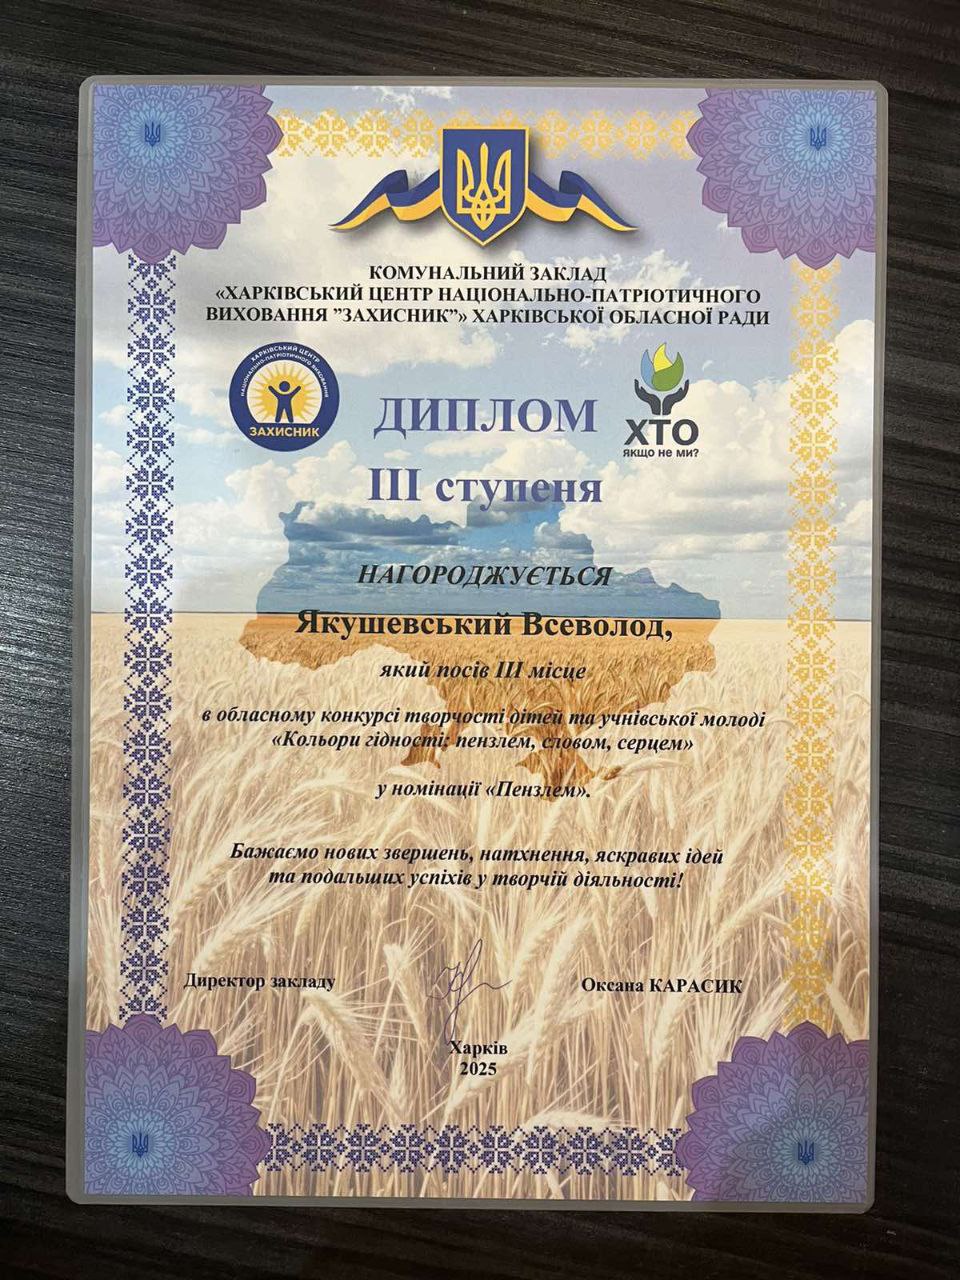 КОМУНАЛЬНИЙ ЗАКЛАД
«ХАРКІВСЬКИЙ ЦЕНТР НАЦІОНАЛЬНО-ПАТРІОТИЧНОГО
ВИХОВАННЯ ”ЗАХИСНИК”» ХАРКІВСЬКОЇ ОБЛАСНОЇ РАДИ
ХАРКІВСЬКИЙ ЦЕНТР
НАЦІОНАЛЬНО-ПАТРІОТИЧНОГО ВИХОВАННЯ
ЗАХИСНИК
ХТО
ЯКЩО НЕ МИ?
ДИПЛОМ
ІІІ ступеня
НАГОРОДЖУЄТЬСЯ
Якушевський Всеволод,
який посів ІІІ місце
в обласному конкурсі творчості дітей та учнівської молоді
«Кольори гідності: пензлем, словом, серцем»
у номінації «Пензлем».
Бажаємо нових звершень, натхнення, яскравих ідей
та подальших успіхів у творчій діяльності!
Директор закладу
Оксана КАРАСИК
Харків
2025